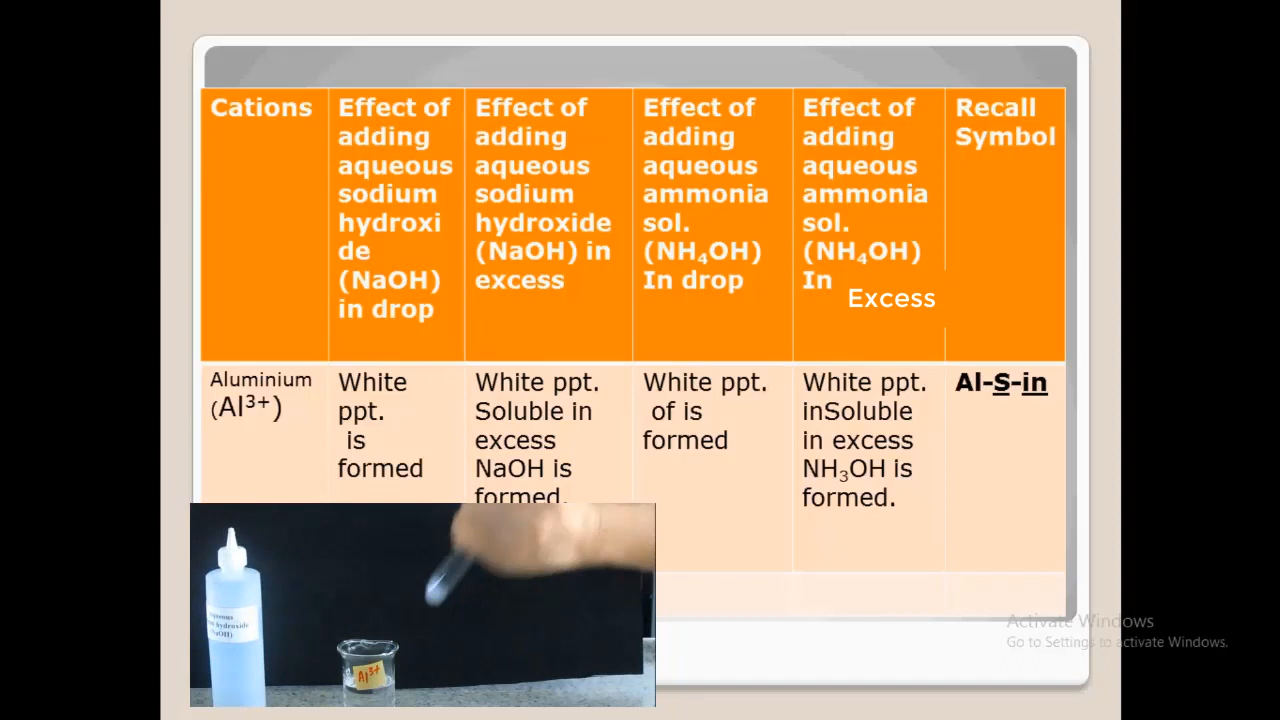 Cations
Effect of
adding
aqueous
sodium
hydroxi
de
(NaOH)
in drop
Effect of
adding
aqueous
sodium
hydroxide
(NaOH) in
excess
Effect of
adding
aqueous
ammonia
sol.
(NH₄OH)
In drop
Effect of
adding
aqueous
ammonia
sol.
(NH₄OH)
In
Excess
Recall
Symbol
Aluminium
(Al³⁺)
White
ppt.
is
formed
White ppt.
Soluble in
excess
NaOH is
formed.
White ppt.
of is
formed
White ppt.
inSoluble
in excess
NH₃OH is
formed.
Al-S-in
hydroxide
NaOH)
Al³⁺
Activate Windows
Go to Settings to activate Windows.